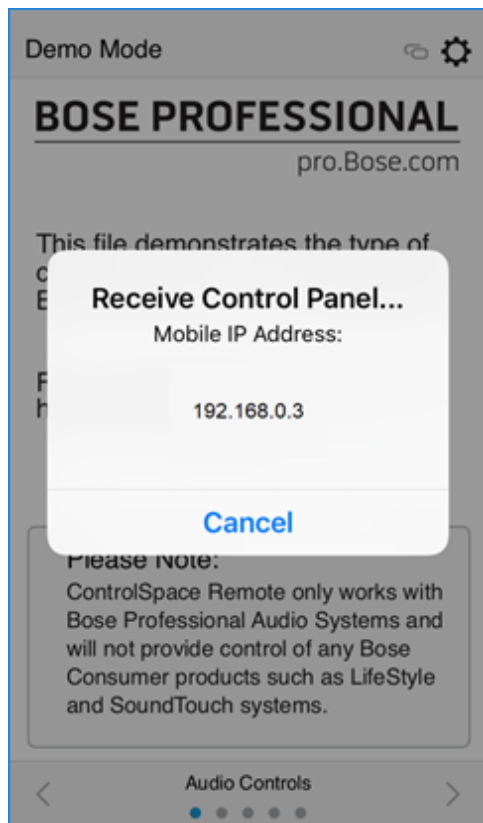 Demo Mode
BOSE PROFESSIONAL
pro.Bose.com
This file demonstrates the type of
Receive Control Panel...
Mobile IP Address:
192.168.0.3
Cancel
Please Note:
ControlSpace Remote only works with
Bose Professional Audio Systems and
will not provide control of any Bose
Consumer products such as LifeStyle
and SoundTouch systems.
Audio Controls